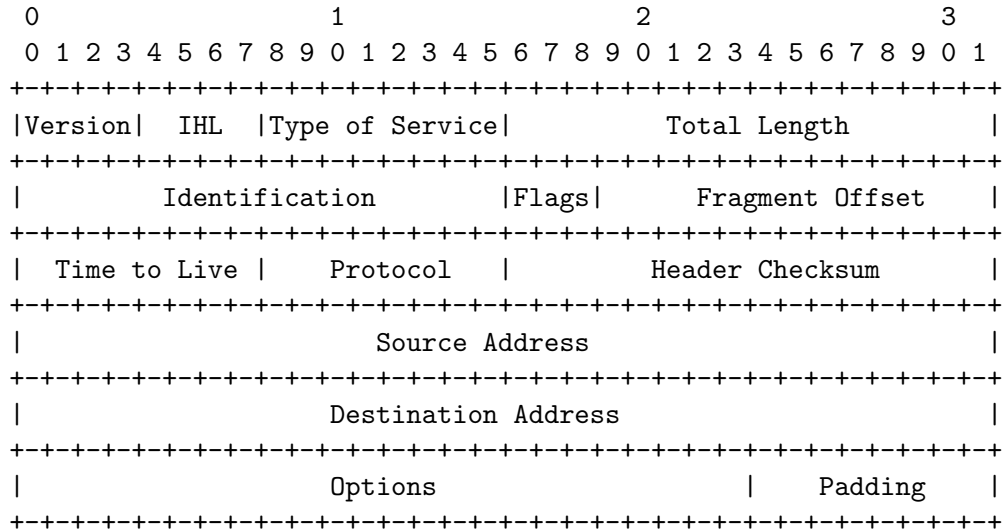 0                   1                   2                   3
 0 1 2 3 4 5 6 7 8 9 0 1 2 3 4 5 6 7 8 9 0 1 2 3 4 5 6 7 8 9 0 1
+-+-+-+-+-+-+-+-+-+-+-+-+-+-+-+-+-+-+-+-+-+-+-+-+-+-+-+-+-+-+-+-+
|Version|  IHL  |Type of Service|          Total Length         |
+-+-+-+-+-+-+-+-+-+-+-+-+-+-+-+-+-+-+-+-+-+-+-+-+-+-+-+-+-+-+-+-+
|         Identification        |Flags|      Fragment Offset    |
+-+-+-+-+-+-+-+-+-+-+-+-+-+-+-+-+-+-+-+-+-+-+-+-+-+-+-+-+-+-+-+-+
|  Time to Live |    Protocol   |         Header Checksum       |
+-+-+-+-+-+-+-+-+-+-+-+-+-+-+-+-+-+-+-+-+-+-+-+-+-+-+-+-+-+-+-+-+
|                       Source Address                          |
+-+-+-+-+-+-+-+-+-+-+-+-+-+-+-+-+-+-+-+-+-+-+-+-+-+-+-+-+-+-+-+-+
|                    Destination Address                        |
+-+-+-+-+-+-+-+-+-+-+-+-+-+-+-+-+-+-+-+-+-+-+-+-+-+-+-+-+-+-+-+-+
|                    Options                    |    Padding    |
+-+-+-+-+-+-+-+-+-+-+-+-+-+-+-+-+-+-+-+-+-+-+-+-+-+-+-+-+-+-+-+-+